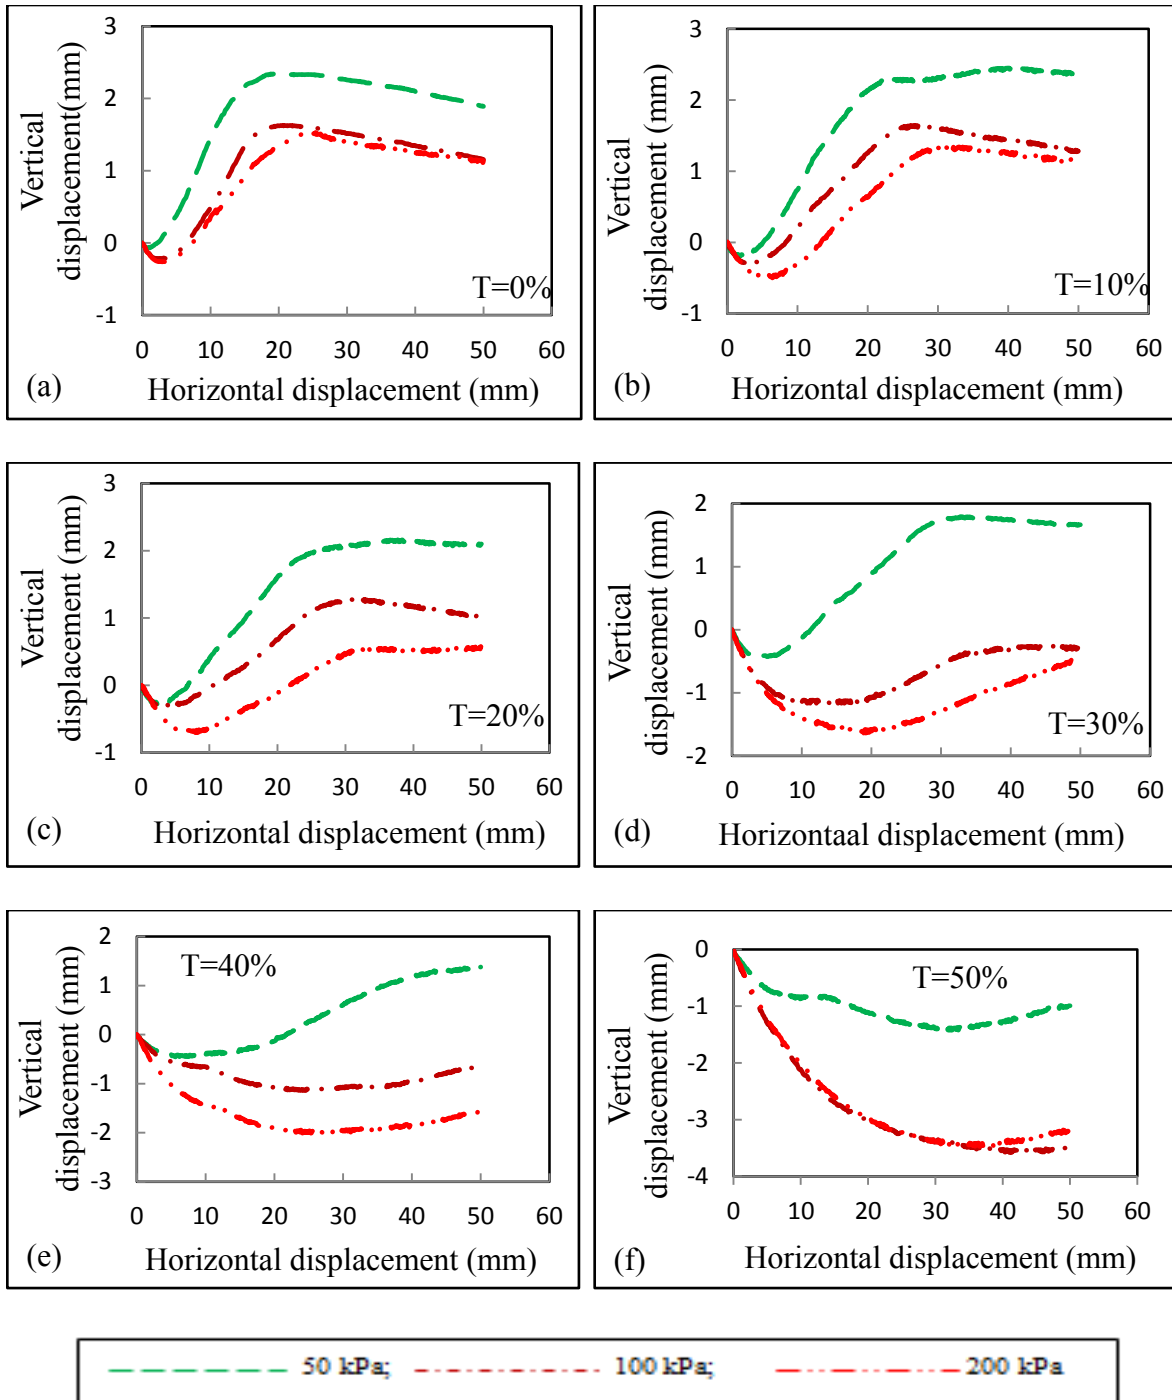 3
2
1
0
-1
Vertical
displacement(mm)
T=0%
0 10 20 30 40 50 60
(a) Horizontal displacement (mm)
3
2
1
0
-1
Vertical
displacement (mm)
T=10%
0 10 20 30 40 50 60
(b) Horizontal displacement (mm)
3
2
1
0
-1
Vertical
displacement (mm)
T=20%
0 10 20 30 40 50 60
(c) Horizontal displacement (mm)
2
1
0
-1
-2
Vertical
displacement (mm)
T=30%
0 10 20 30 40 50 60
(d) Horizontaal displacement (mm)
2
1
0
-1
-2
-3
Vertical
displacement (mm)
T=40%
0 10 20 30 40 50 60
(e) Horizontal displacement (mm)
0
-1
-2
-3
-4
Vertical
displacement (mm)
T=50%
0 10 20 30 40 50 60
(f) Horizontal displacement (mm)
50 kPa; 100 kPa; 200 kPa